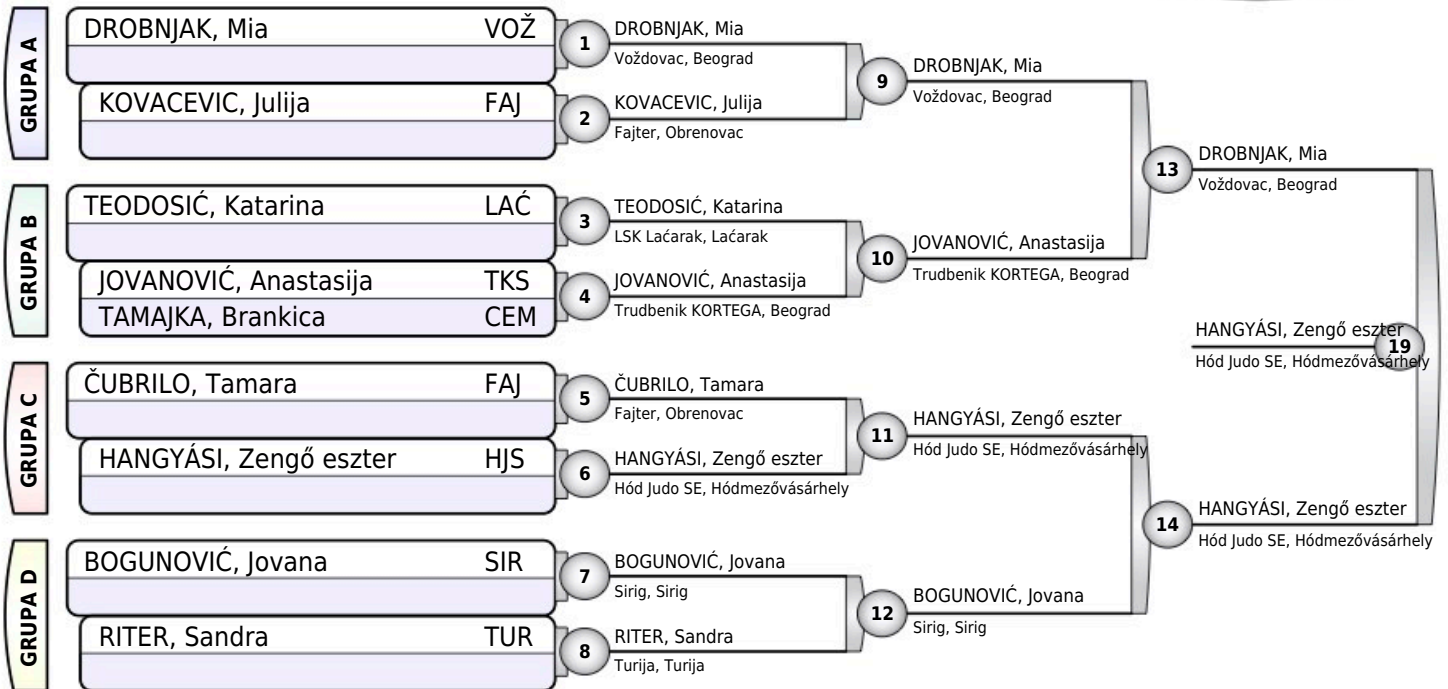 GRUPA A
DROBNJAK, Mia VOŽ
KOVACEVIC, Julija FAJ
1
DROBNJAK, Mia
Voždovac, Beograd
2
KOVACEVIC, Julija
Fajter, Obrenovac
9
DROBNJAK, Mia
Voždovac, Beograd
GRUPA B
TEODOSIĆ, Katarina LAĆ
JOVANOVIĆ, Anastasija TKS
TAMAJKA, Brankica CEM
3
TEODOSIĆ, Katarina
LSK Laćarak, Laćarak
4
JOVANOVIĆ, Anastasija
Trudbenik KORTEGA, Beograd
10
JOVANOVIĆ, Anastasija
Trudbenik KORTEGA, Beograd
13
DROBNJAK, Mia
Voždovac, Beograd
GRUPA C
ČUBRILO, Tamara FAJ
HANGYÁSI, Zengő eszter HJS
5
ČUBRILO, Tamara
Fajter, Obrenovac
6
HANGYÁSI, Zengő eszter
Hód Judo SE, Hódmezővásárhely
11
HANGYÁSI, Zengő eszter
Hód Judo SE, Hódmezővásárhely
GRUPA D
BOGUNOVIĆ, Jovana SIR
RITER, Sandra TUR
7
BOGUNOVIĆ, Jovana
Sirig, Sirig
8
RITER, Sandra
Turija, Turija
12
BOGUNOVIĆ, Jovana
Sirig, Sirig
14
HANGYÁSI, Zengő eszter
Hód Judo SE, Hódmezővásárhely
19
HANGYÁSI, Zengő eszter
Hód Judo SE, Hódmezővásárhely